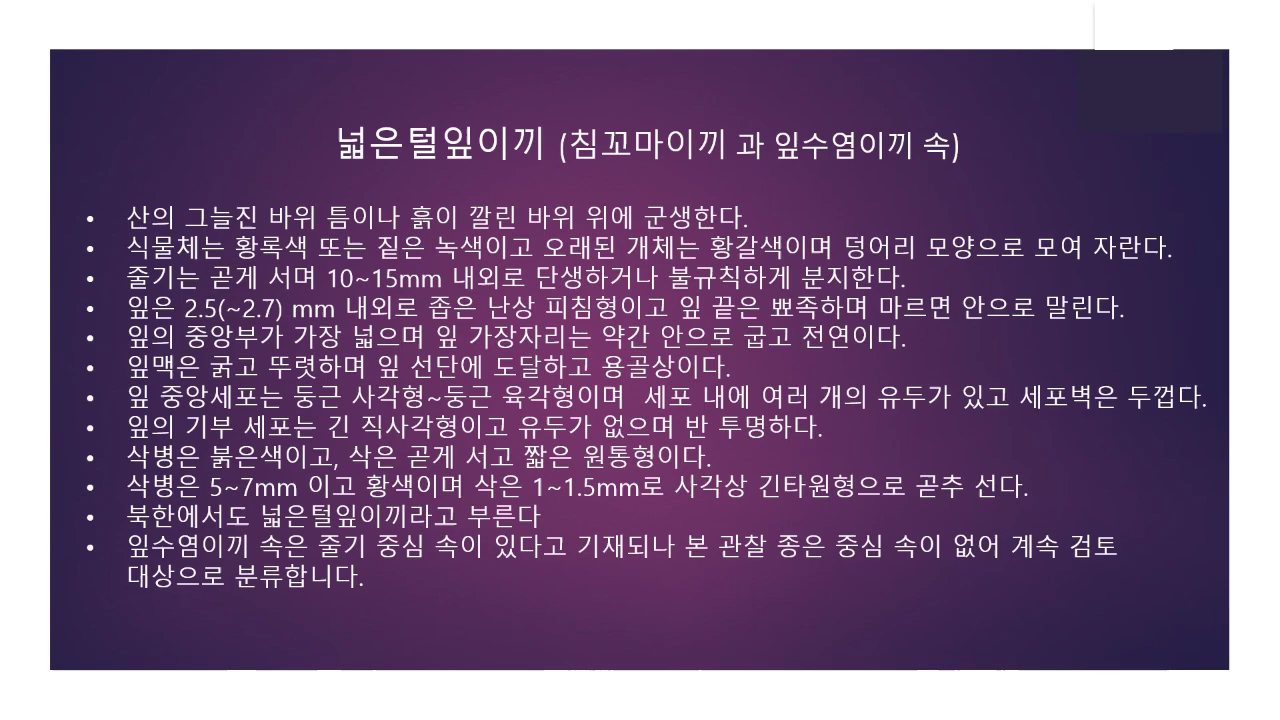 넓은털잎이끼 (침꼬마이끼 과 잎수염이끼 속)
• 산의 그늘진 바위 틈이나 흙이 깔린 바위 위에 군생한다.
• 식물체는 황록색 또는 짙은 녹색이고 오래된 개체는 황갈색이며 덩어리 모양으로 모여 자란다.
• 줄기는 곧게 서며 10~15mm 내외로 단생하거나 불규칙하게 분지한다.
• 잎은 2.5(~2.7) mm 내외로 좁은 난상 피침형이고 잎 끝은 뾰족하며 마르면 안으로 말린다.
• 잎의 중앙부가 가장 넓으며 잎 가장자리는 약간 안으로 굽고 전연이다.
• 잎맥은 굵고 뚜렷하며 잎 선단에 도달하고 용골상이다.
• 잎 중앙세포는 둥근 사각형~둥근 육각형이며 세포 내에 여러 개의 유두가 있고 세포벽은 두껍다.
• 잎의 기부 세포는 긴 직사각형이고 유두가 없으며 반 투명하다.
• 삭병은 붉은색이고, 삭은 곧게 서고 짧은 원통형이다.
• 삭병은 5~7mm 이고 황색이며 삭은 1~1.5mm로 사각상 긴타원형으로 곧추 선다.
• 북한에서도 넓은털잎이끼라고 부른다
• 잎수염이끼 속은 줄기 중심 속이 있다고 기재되나 본 관찰 종은 중심 속이 없어 계속 검토
대상으로 분류합니다.